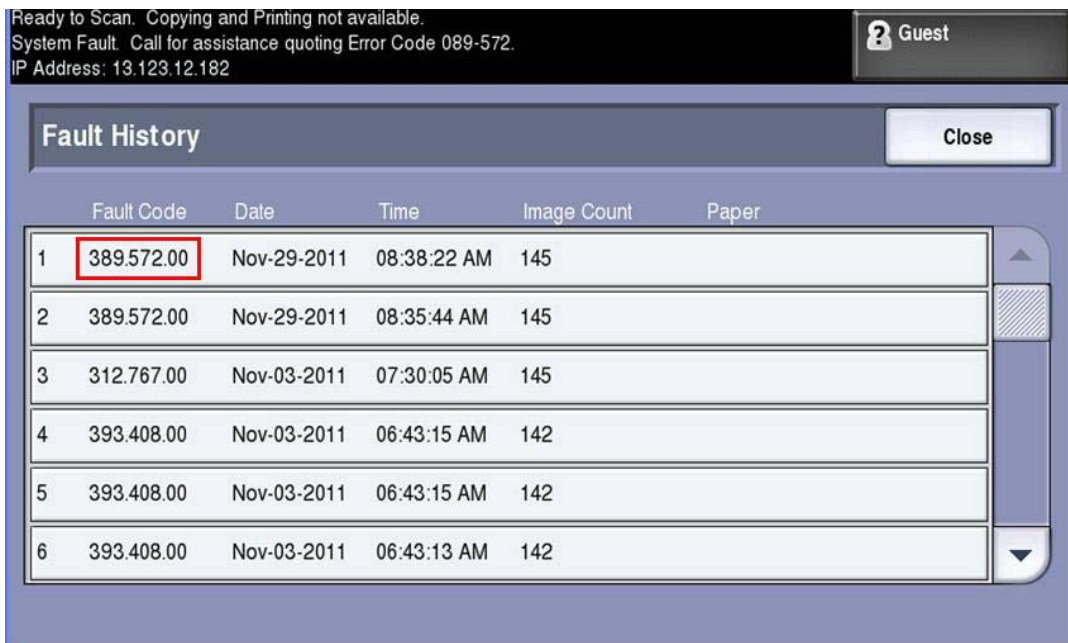 Ready to Scan. Copying and Printing not available.
System Fault. Call for assistance quoting Error Code 089-572.
IP Address: 13.123.12.182
Guest
Fault History
Close
Fault Code Date Time Image Count Paper
1 389.572.00 Nov-29-2011 08:38:22 AM 145
2 389.572.00 Nov-29-2011 08:35:44 AM 145
3 312.767.00 Nov-03-2011 07:30:05 AM 145
4 393.408.00 Nov-03-2011 06:43:15 AM 142
5 393.408.00 Nov-03-2011 06:43:15 AM 142
6 393.408.00 Nov-03-2011 06:43:13 AM 142